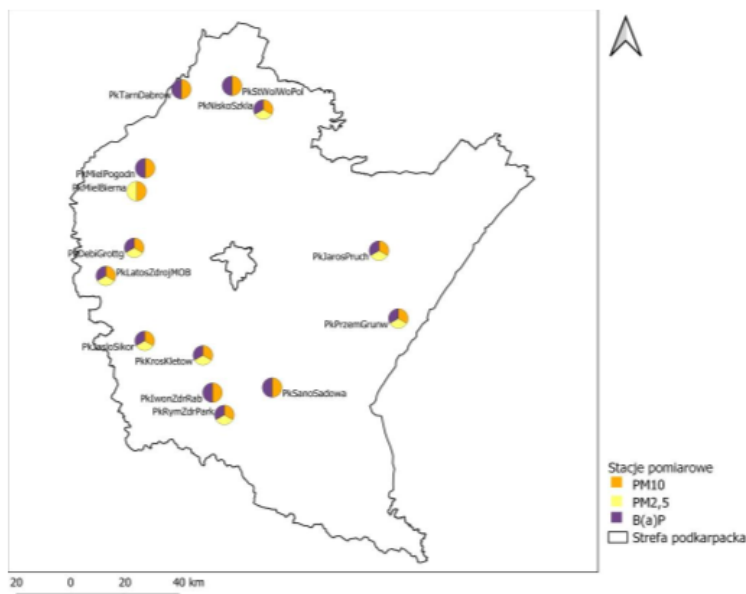 PkTarnDabrow
PkStWolWoPol
PkNiskoSzkla
PkMielPogodn
PkMielBierna
PkDebiGrottg
PkLatosZdrojMOB
PkJarosPruch
PkPrzemGrunw
PkJasloSikor
PkKrosKletow
PkSanoSadowa
PkIwonZdrRab
PkRymZdrPark
Stacje pomiarowe
PM10
PM2,5
B(a)P
Strefa podkarpacka
20 0 20 40 km